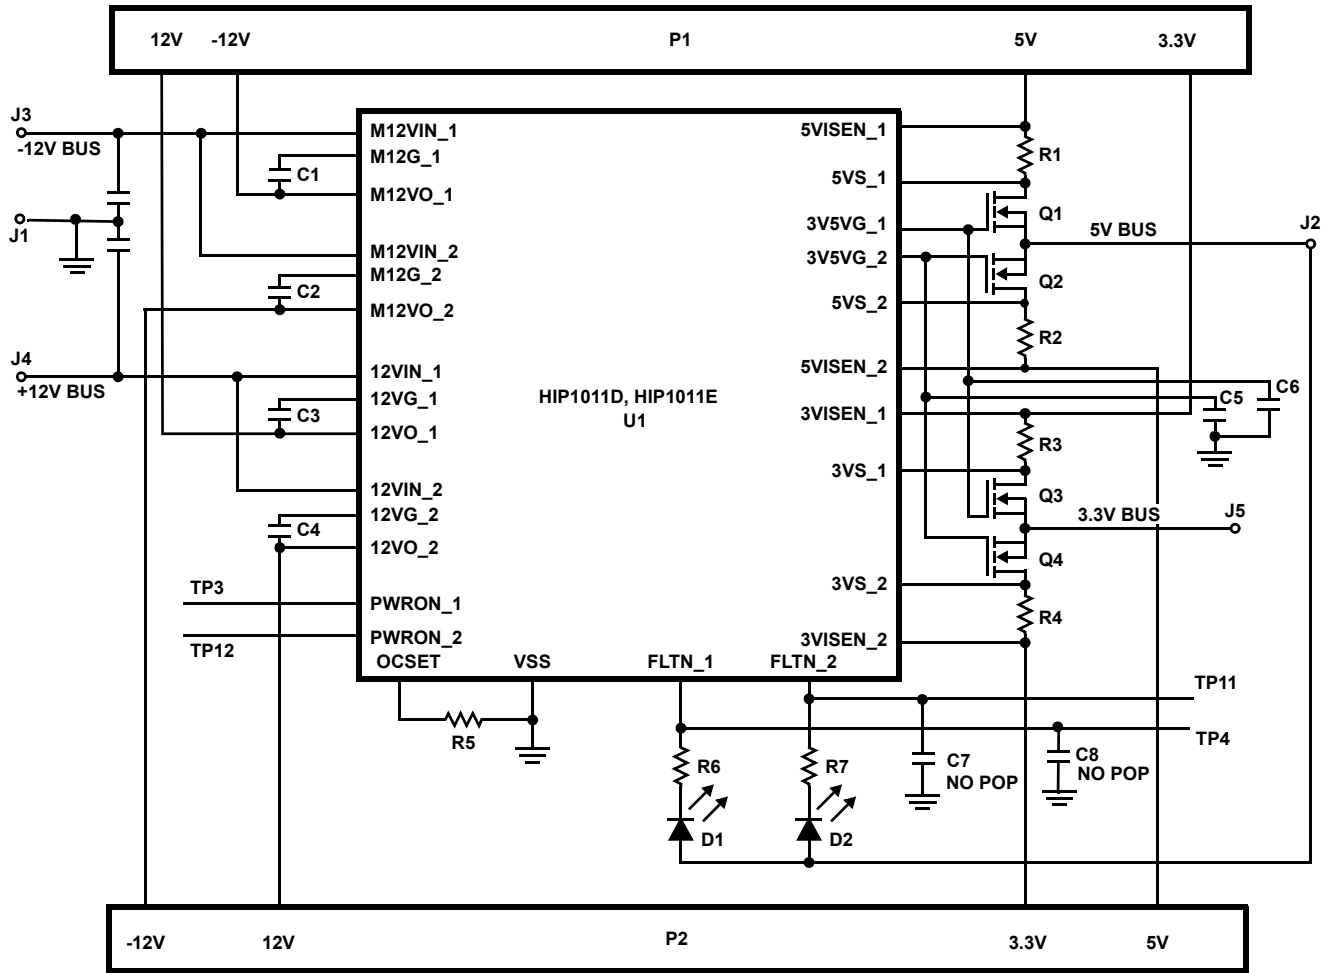 12V -12V P1 5V 3.3V
J3
-12V BUS
J1
J4
+12V BUS
M12VIN_1
M12G_1
C1
M12VO_1
M12VIN_2
M12G_2
C2
M12VO_2
12VIN_1
12VG_1
C3
12VO_1
12VIN_2
12VG_2
C4
12VO_2
TP3
PWRON_1
TP12
PWRON_2
HIP1011D, HIP1011E
U1
5VISEN_1
R1
5VS_1
3V5VG_1
Q1
5V BUS
J2
3V5VG_2
Q2
5VS_2
R2
5VISEN_2
C6
C5
3VISEN_1
R3
3VS_1
Q3
3.3V BUS
J5
Q4
3VS_2
R4
3VISEN_2
OCSET VSS FLTN_1 FLTN_2
R5
TP11
TP4
R6
R7
C7
NO POP
C8
NO POP
D1
D2
-12V 12V P2 3.3V 5V